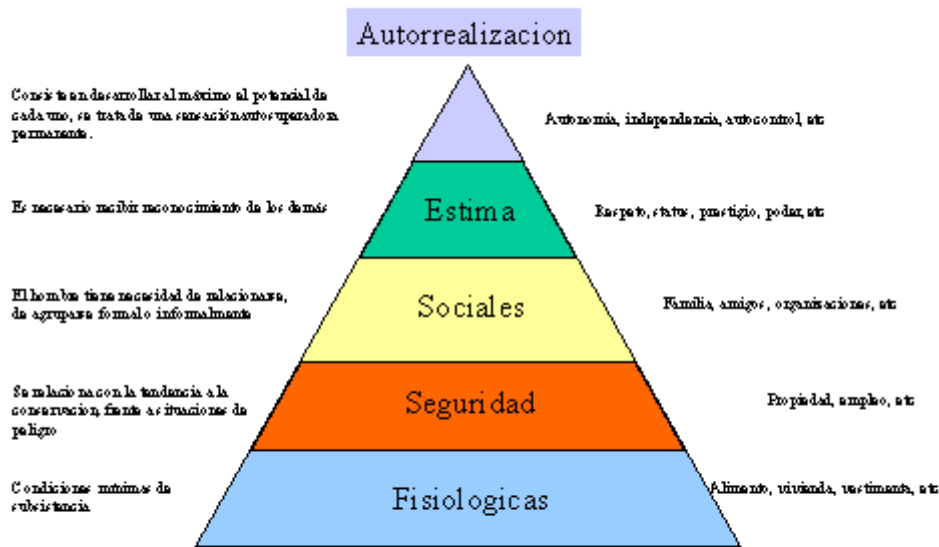 Autorrealizacion
Consiste en desarrollar al máximo el potencial de
cada uno, se trata de una sensación autosuperadora
permanente.
Autonomía, independencia, autocontrol, etc
Es necesario recibir reconocimiento de los demás
Estima
Respeto, status, prestigio, poder, etc
El hombre tiene necesidad de relacionarse,
de agruparse formal o informalmente
Sociales
Familia, amigos, organizaciones, etc
Se relaciona con la tendencia a la
conservacion, frente a situaciones de
peligro
Seguridad
Propiedad, empleo, etc
Condiciones mínimas de
subsistencia
Fisiologicas
Alimento, vivienda, vestimenta, etc